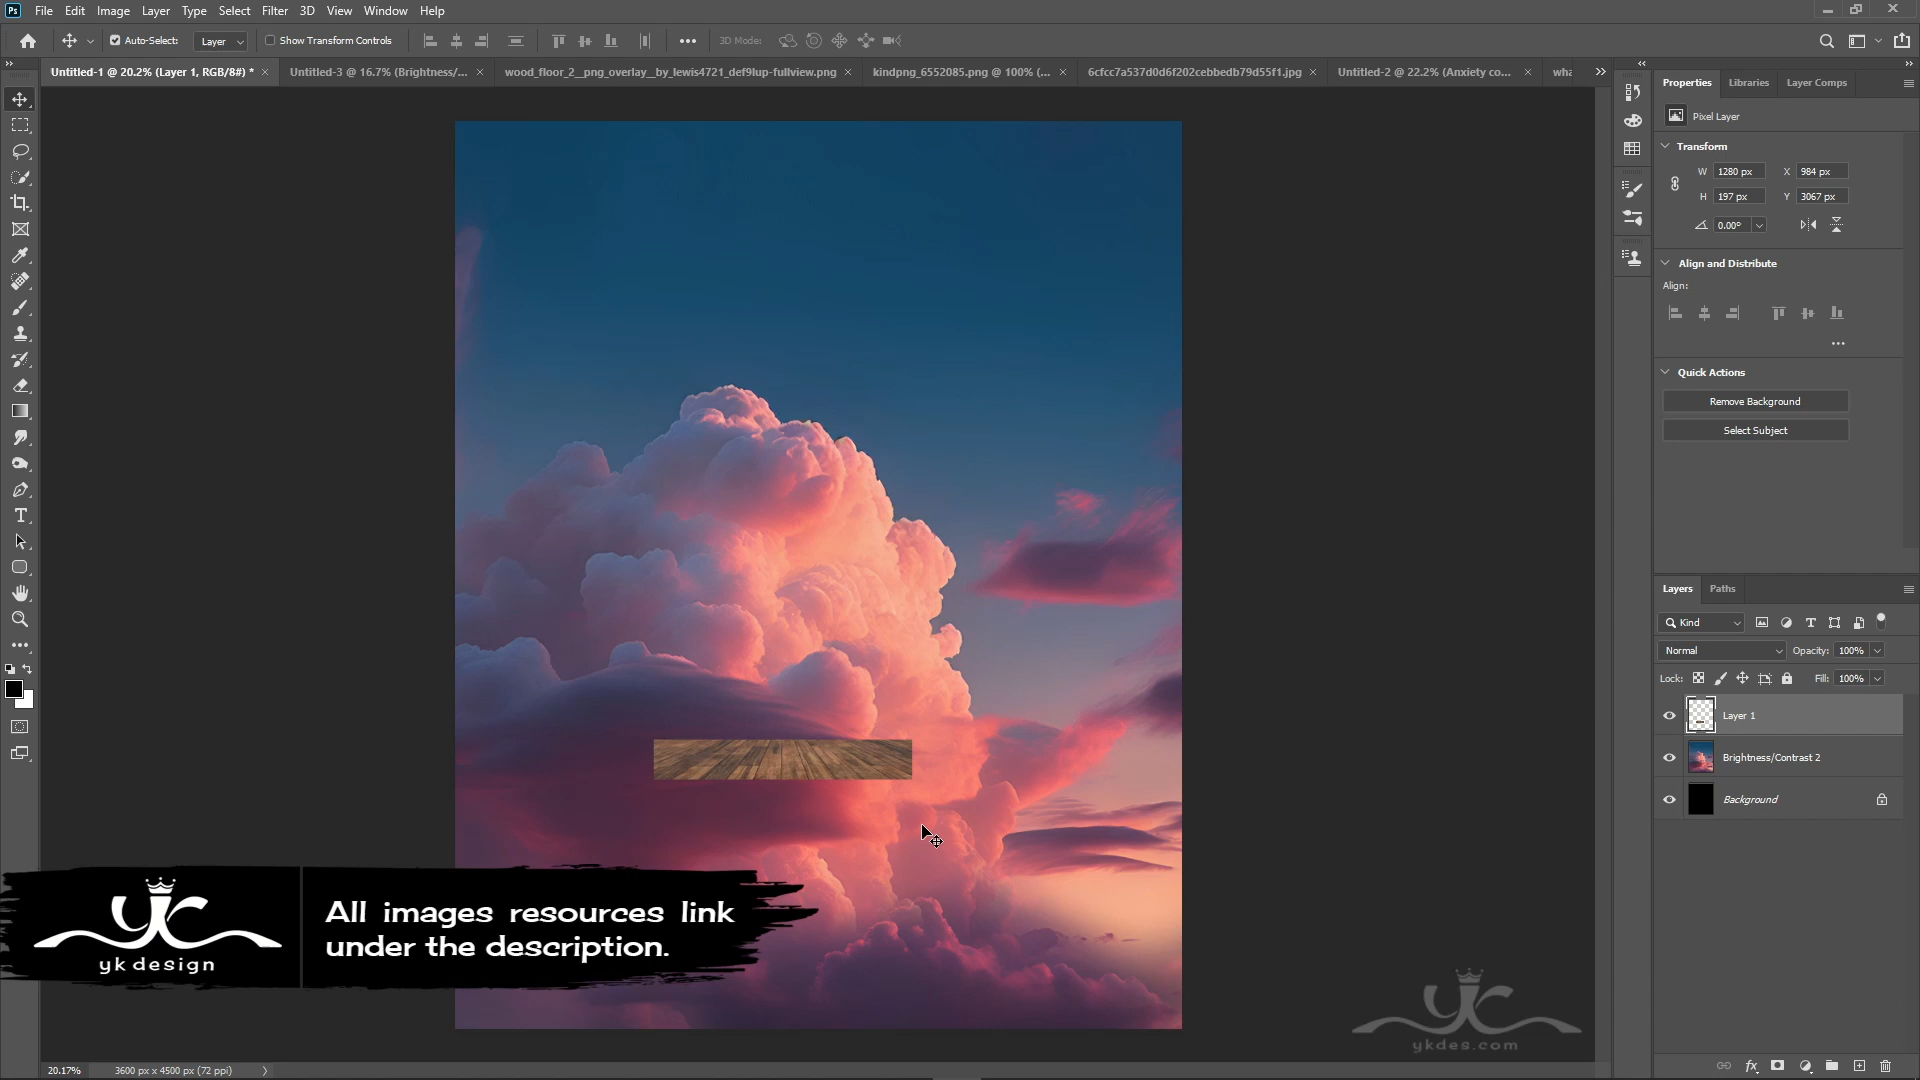 Ps File Edit Image Layer Type Select Filter 3D View Window Help
Auto-Select: Layer Show Transform Controls 3D Mode:
Untitled-1 @ 20.2% (Layer 1, RGB/8#) * Untitled-3 @ 16.7% (Brightness/... wood_floor_2__png_overlay__by_lewis4721_def9lup-fullview.png kindpng_6552085.png @ 100% (... 6cfcc7a537d0d6f202cebbedb79d55f1.jpg Untitled-2 @ 22.2% (Anxiety co... wha
Properties Libraries Layer Comps
Pixel Layer
Transform
W 1280 px X 984 px
H 197 px Y 3067 px
0.00°
Align and Distribute
Align:
Quick Actions
Remove Background
Select Subject
Layers Paths
Kind
Normal Opacity: 100%
Lock: Fill: 100%
Layer 1
Brightness/Contrast 2
Background
yk design
All images resources link
under the description.
ykdes.com
20.17% 3600 px x 4500 px (72 ppi)